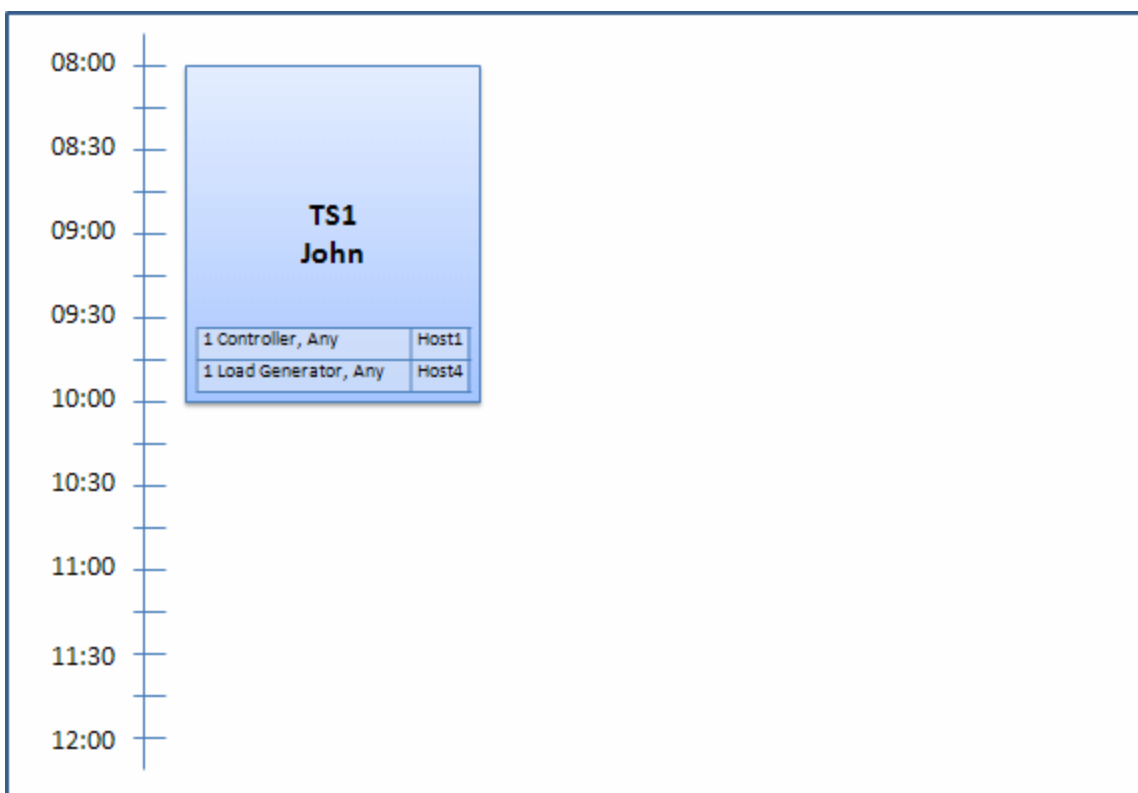 08:00
08:30
09:00
09:30
10:00
10:30
11:00
11:30
12:00
TS1
John
1 Controller, Any Host1
1 Load Generator, Any Host4